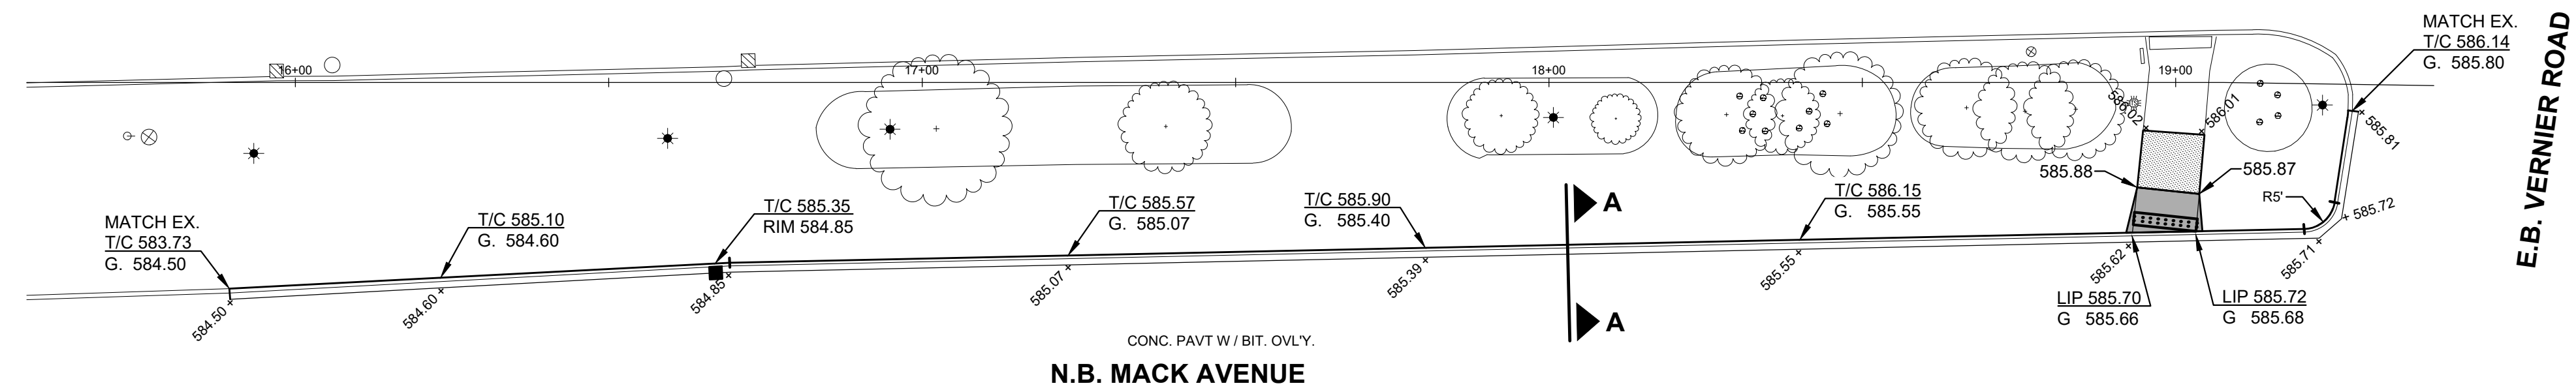 MATCH EX.
T/C 586.14
G. 585.80
E.B. VERNIER ROAD
16+00
17+00
18+00
19+00
586.02
586.01
585.81
585.88
585.87
R5'
585.72
MATCH EX.
T/C 583.73
G. 584.50
T/C 585.10
G. 584.60
T/C 585.35
RIM 584.85
T/C 585.57
G. 585.07
T/C 585.90
G. 585.40
A
T/C 586.15
G. 585.55
584.50
584.60
584.85
585.07
585.39
A
585.55
585.62
585.71
LIP 585.70
G 585.66
LIP 585.72
G 585.68
CONC. PAVT W / BIT. OVL'Y.
N.B. MACK AVENUE